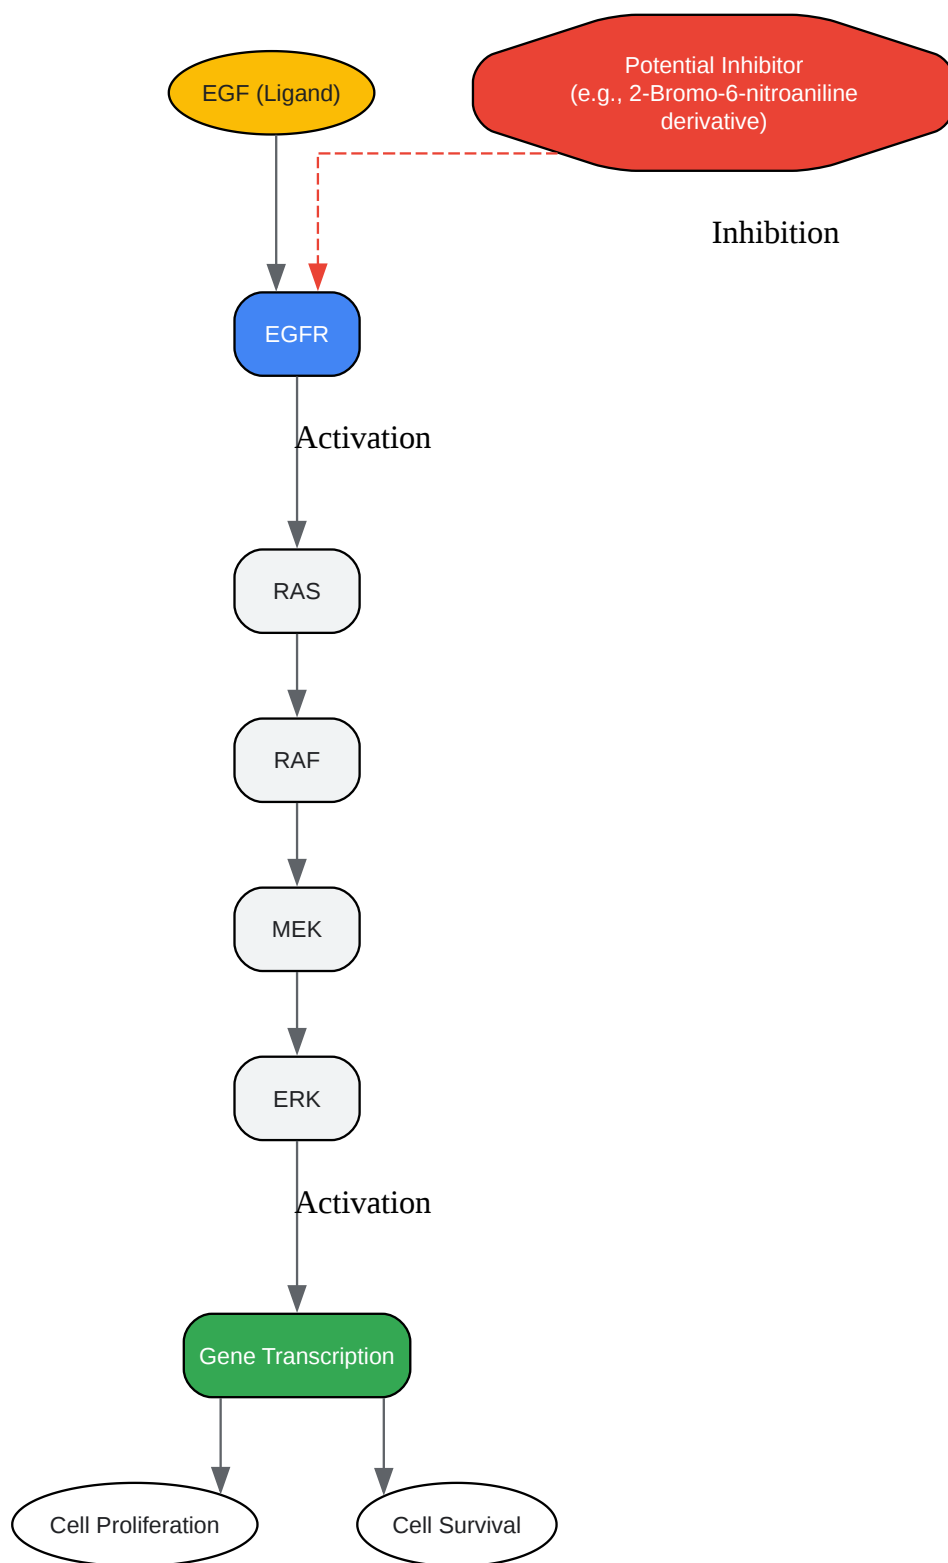 EGF (Ligand)
Potential Inhibitor
(e.g., 2-Bromo-6-nitroaniline
derivative)
Inhibition
EGFR
Activation
RAS
RAF
MEK
ERK
Activation
Gene Transcription
Cell Proliferation
Cell Survival